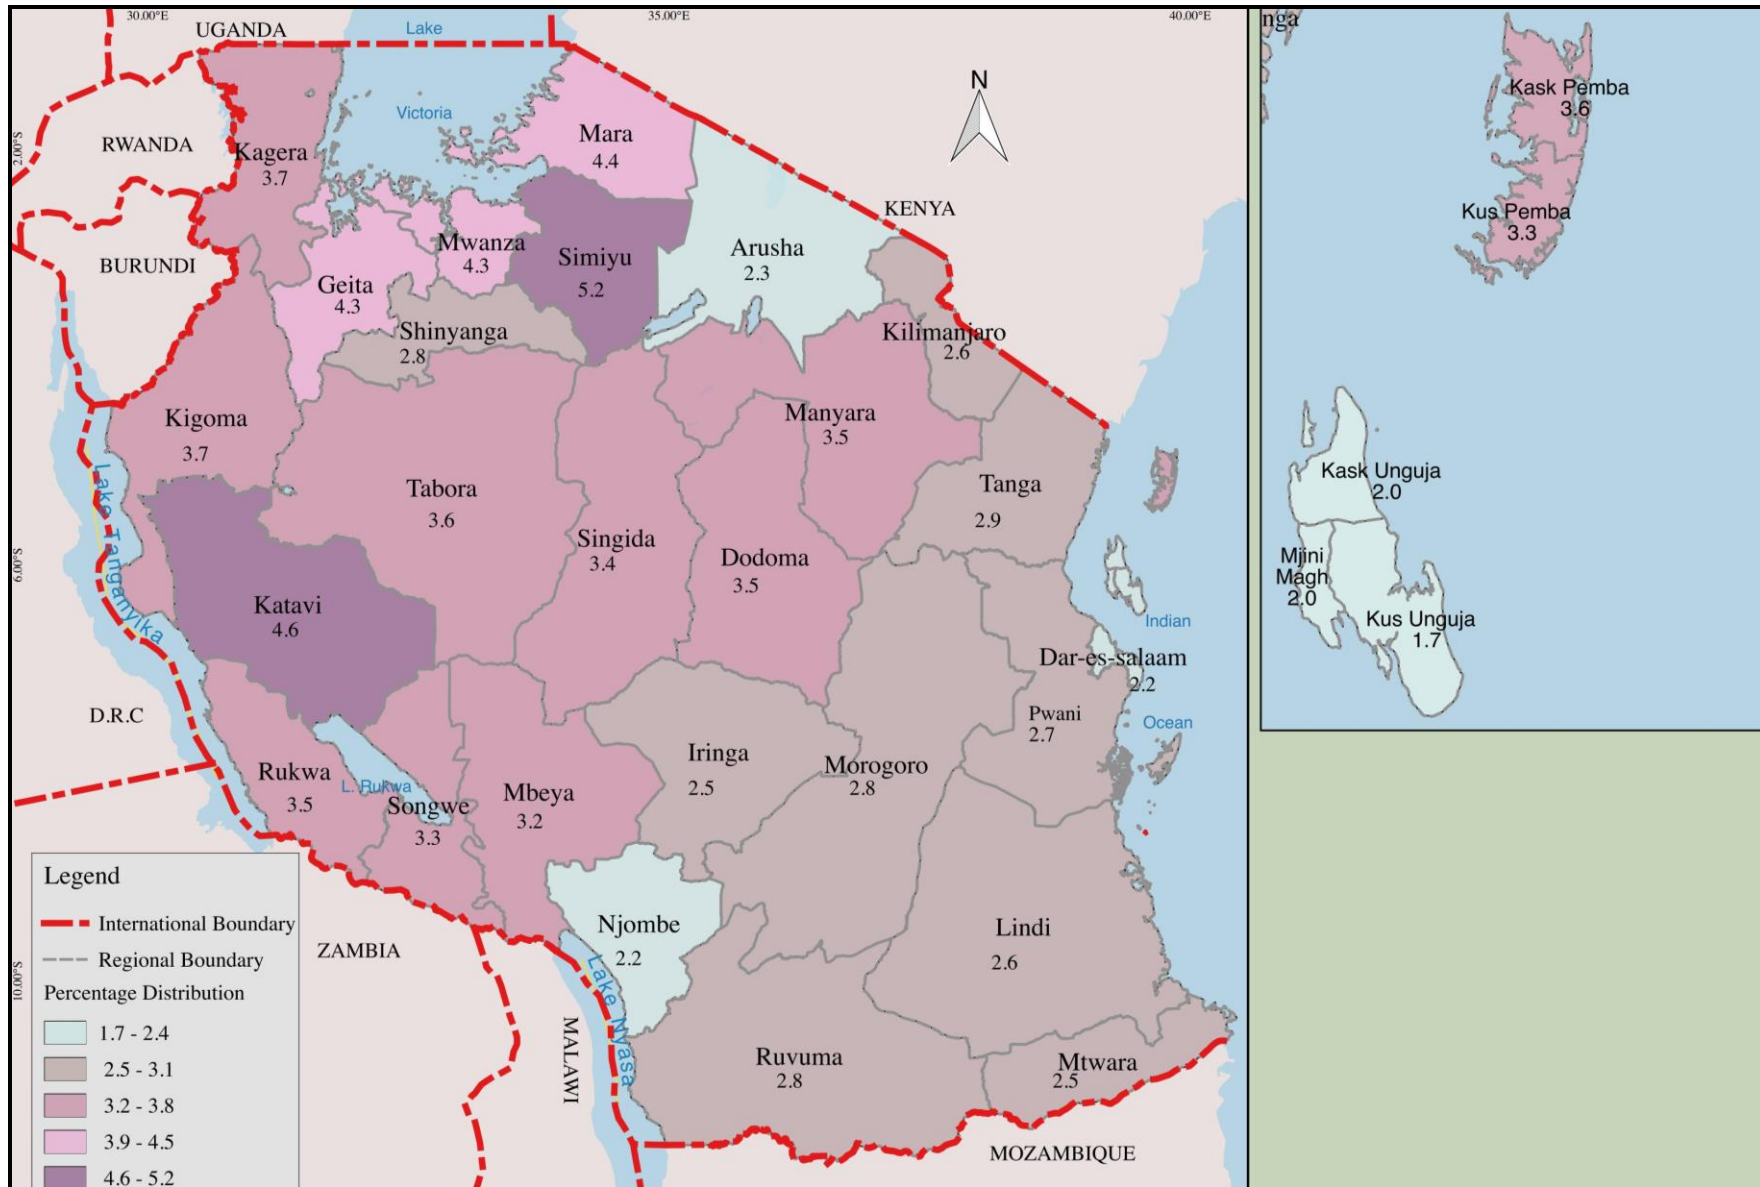 30.00°E
35.00°E
40.00°E
2.00°S
6.00°S
10.00°S
UGANDA
Lake
Victoria
N
RWANDA
BURUNDI
KENYA
Kagera
3.7
Mara
4.4
Mwanza
4.3
Simiyu
5.2
Arusha
2.3
Geita
4.3
Shinyanga
2.8
Kilimanjaro
2.6
Kigoma
3.7
Manyara
3.5
Tabora
3.6
Singida
3.4
Dodoma
3.5
Tanga
2.9
Lake Tanganyika
Katavi
4.6
Indian
Dar-es-salaam
2.2
D.R.C
Pwani
2.7
Ocean
Rukwa
3.5
L. Rukwa
Songwe
3.3
Mbeya
3.2
Iringa
2.5
Morogoro
2.8
Njombe
2.2
Lindi
2.6
ZAMBIA
Lake Nyasa
MALAWI
Ruvuma
2.8
Mtwara
2.5
MOZAMBIQUE
Legend
International Boundary
Regional Boundary
Percentage Distribution
1.7 - 2.4
2.5 - 3.1
3.2 - 3.8
3.9 - 4.5
4.6 - 5.2
nga
Kask Pemba
3.6
Kus Pemba
3.3
Kask Unguja
2.0
Mjini
Magh
2.0
Kus Unguja
1.7